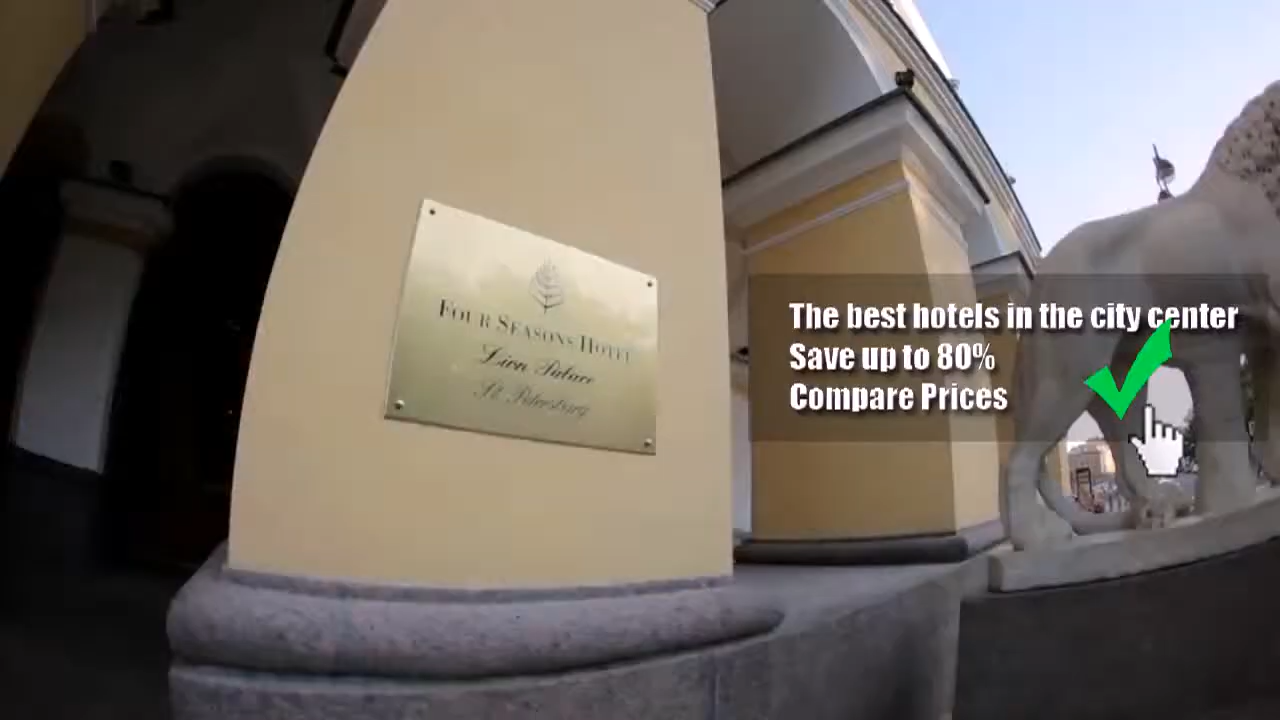 FOUR SEASONS HOTEL
Lion Palace
St. Petersburg
The best hotels in the city center
Save up to 80%
Compare Prices